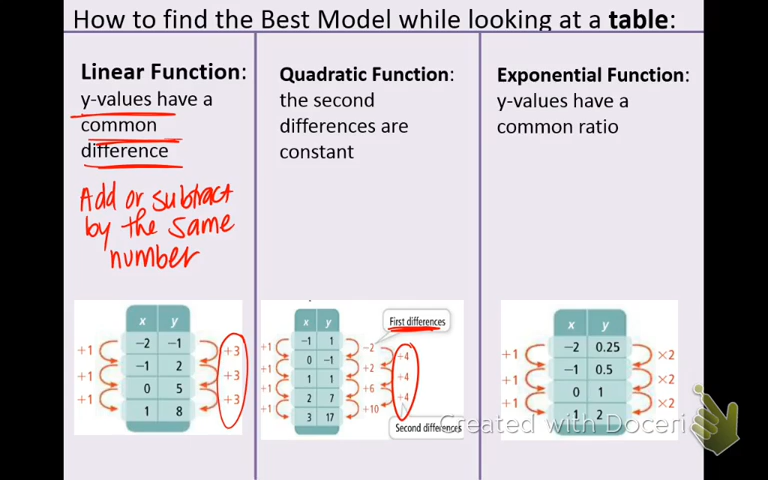 How to find the Best Model while looking at a table:
Linear Function:
y-values have a
common
difference
Add or subtract
by the same
number
x y
+1 −2 −1 +3
+1 −1 2 +3
+1 0 5 +3
1 8
Quadratic Function:
the second
differences are
constant
First differences
x y
+1 −1 1 −2
+1 0 −1 +2 +4
+1 1 1 +6 +4
+1 2 7 +10 +4
3 17
Second differences
Exponential Function:
y-values have a
common ratio
x y
+1 −2 0.25 ×2
+1 −1 0.5 ×2
+1 0 1 ×2
1 2
Created with Doceri